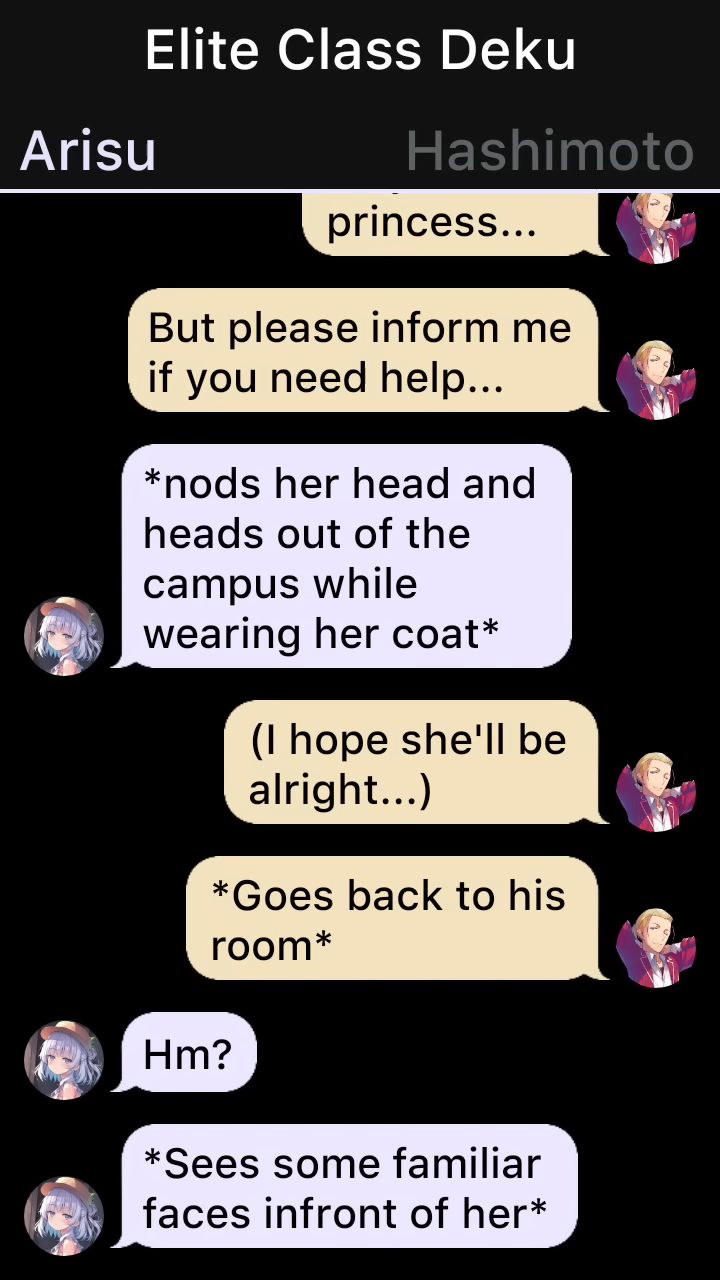 Elite Class Deku
Arisu
Hashimoto
princess...
But please inform me
if you need help...
*nods her head and
heads out of the
campus while
wearing her coat*
(I hope she'll be
alright...)
*Goes back to his
room*
Hm?
*Sees some familiar
faces infront of her*